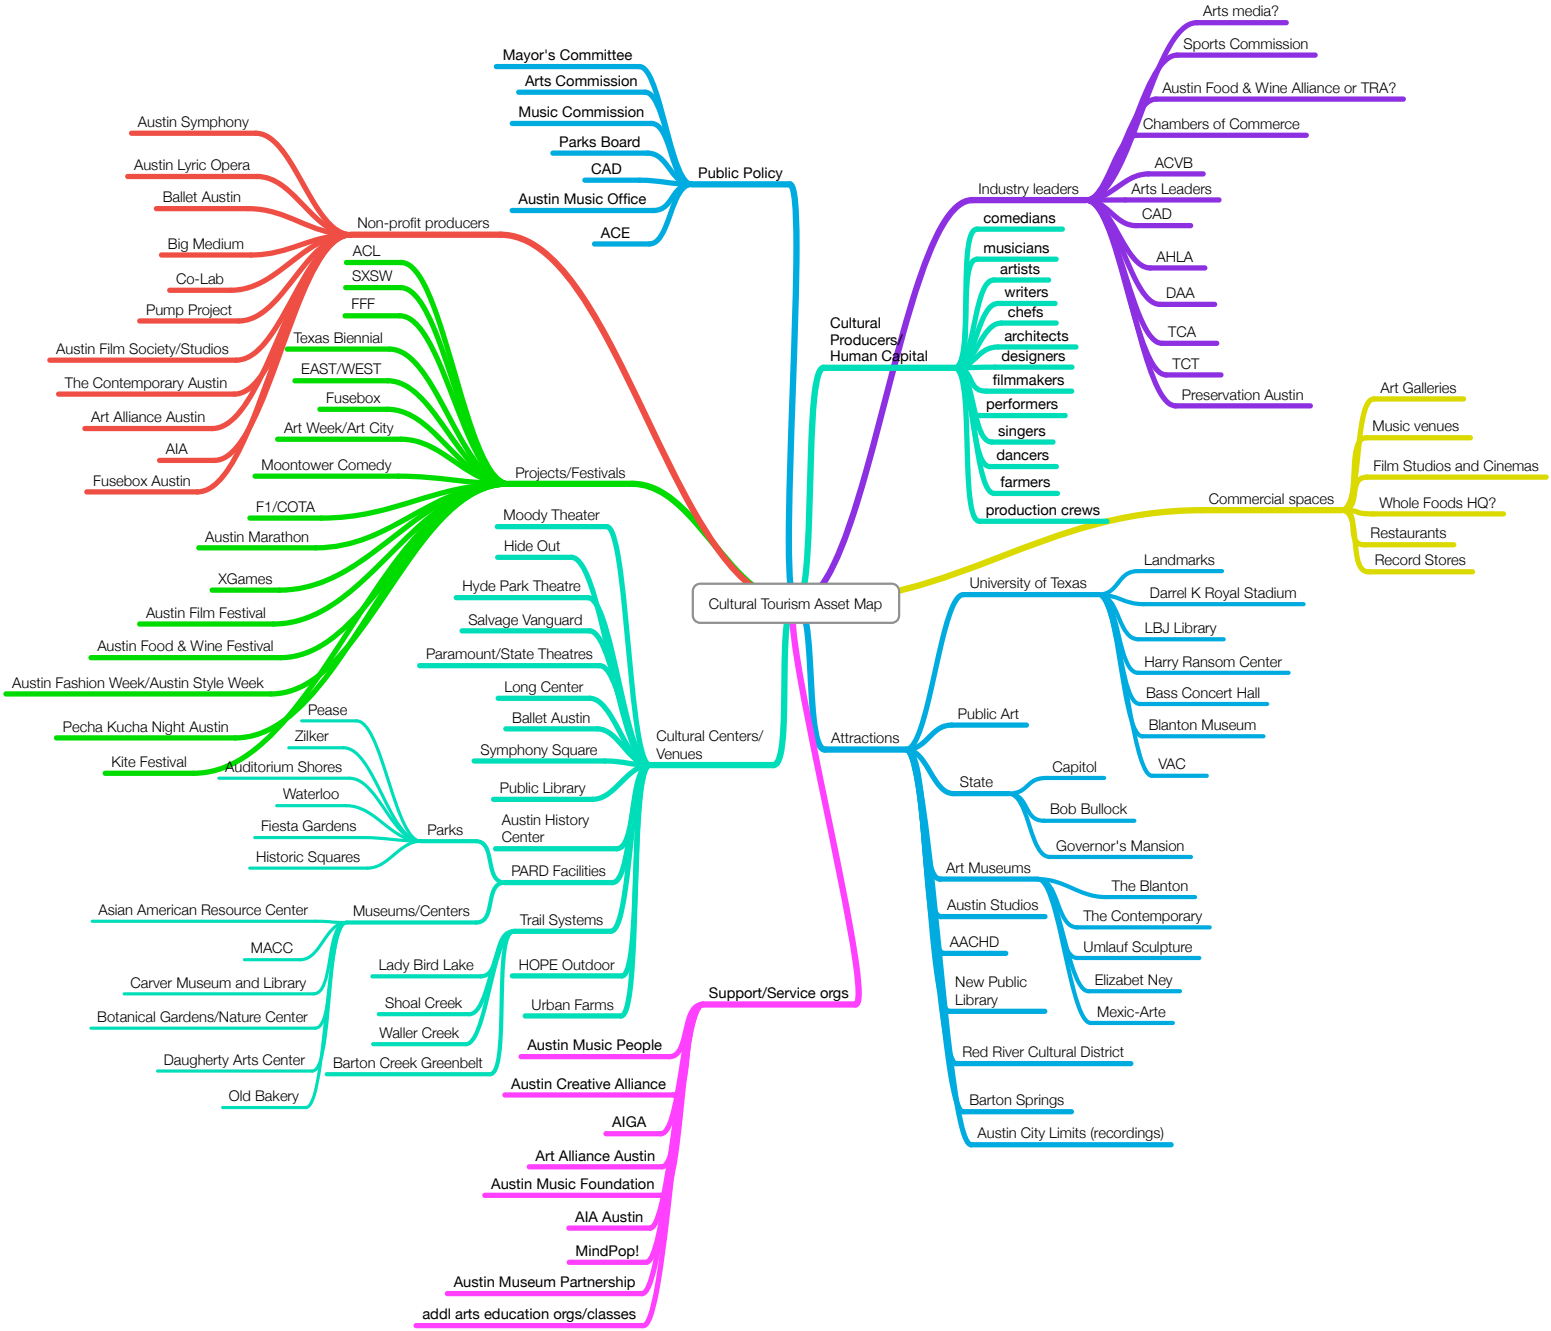 Cultural Tourism Asset Map
Public Policy
Mayor's Committee
Arts Commission
Music Commission
Parks Board
CAD
Austin Music Office
ACE
Non-profit producers
Austin Symphony
Austin Lyric Opera
Ballet Austin
Big Medium
Co-Lab
Pump Project
Austin Film Society/Studios
The Contemporary Austin
Art Alliance Austin
AIA
Fusebox Austin
Projects/Festivals
ACL
SXSW
FFF
Texas Biennial
EAST/WEST
Fusebox
Art Week/Art City
Moontower Comedy
F1/COTA
Austin Marathon
XGames
Austin Film Festival
Austin Food & Wine Festival
Austin Fashion Week/Austin Style Week
Pecha Kucha Night Austin
Kite Festival
Cultural Centers/
Venues
Moody Theater
Hide Out
Hyde Park Theatre
Salvage Vanguard
Paramount/State Theatres
Long Center
Ballet Austin
Symphony Square
Public Library
Austin History
Center
PARD Facilities
Parks
Pease
Zilker
Auditorium Shores
Waterloo
Fiesta Gardens
Historic Squares
Museums/Centers
Asian American Resource Center
MACC
Carver Museum and Library
Botanical Gardens/Nature Center
Daugherty Arts Center
Old Bakery
Trail Systems
Lady Bird Lake
Shoal Creek
Waller Creek
Barton Creek Greenbelt
HOPE Outdoor
Urban Farms
Support/Service orgs
Austin Music People
Austin Creative Alliance
AIGA
Art Alliance Austin
Austin Music Foundation
AIA Austin
MindPop!
Austin Museum Partnership
addl arts education orgs/classes
Industry leaders
Arts media?
Sports Commission
Austin Food & Wine Alliance or TRA?
Chambers of Commerce
ACVB
Arts Leaders
CAD
AHLA
DAA
TCA
TCT
Preservation Austin
Cultural
Producers/
Human Capital
comedians
musicians
artists
writers
chefs
architects
designers
filmmakers
performers
singers
dancers
farmers
production crews
Commercial spaces
Art Galleries
Music venues
Film Studios and Cinemas
Whole Foods HQ?
Restaurants
Record Stores
Attractions
University of Texas
Landmarks
Darrel K Royal Stadium
LBJ Library
Harry Ransom Center
Bass Concert Hall
Blanton Museum
VAC
Public Art
State
Capitol
Bob Bullock
Governor's Mansion
Art Museums
The Blanton
The Contemporary
Umlauf Sculpture
Elizabet Ney
Mexic-Arte
Austin Studios
AACHD
New Public
Library
Red River Cultural District
Barton Springs
Austin City Limits (recordings)